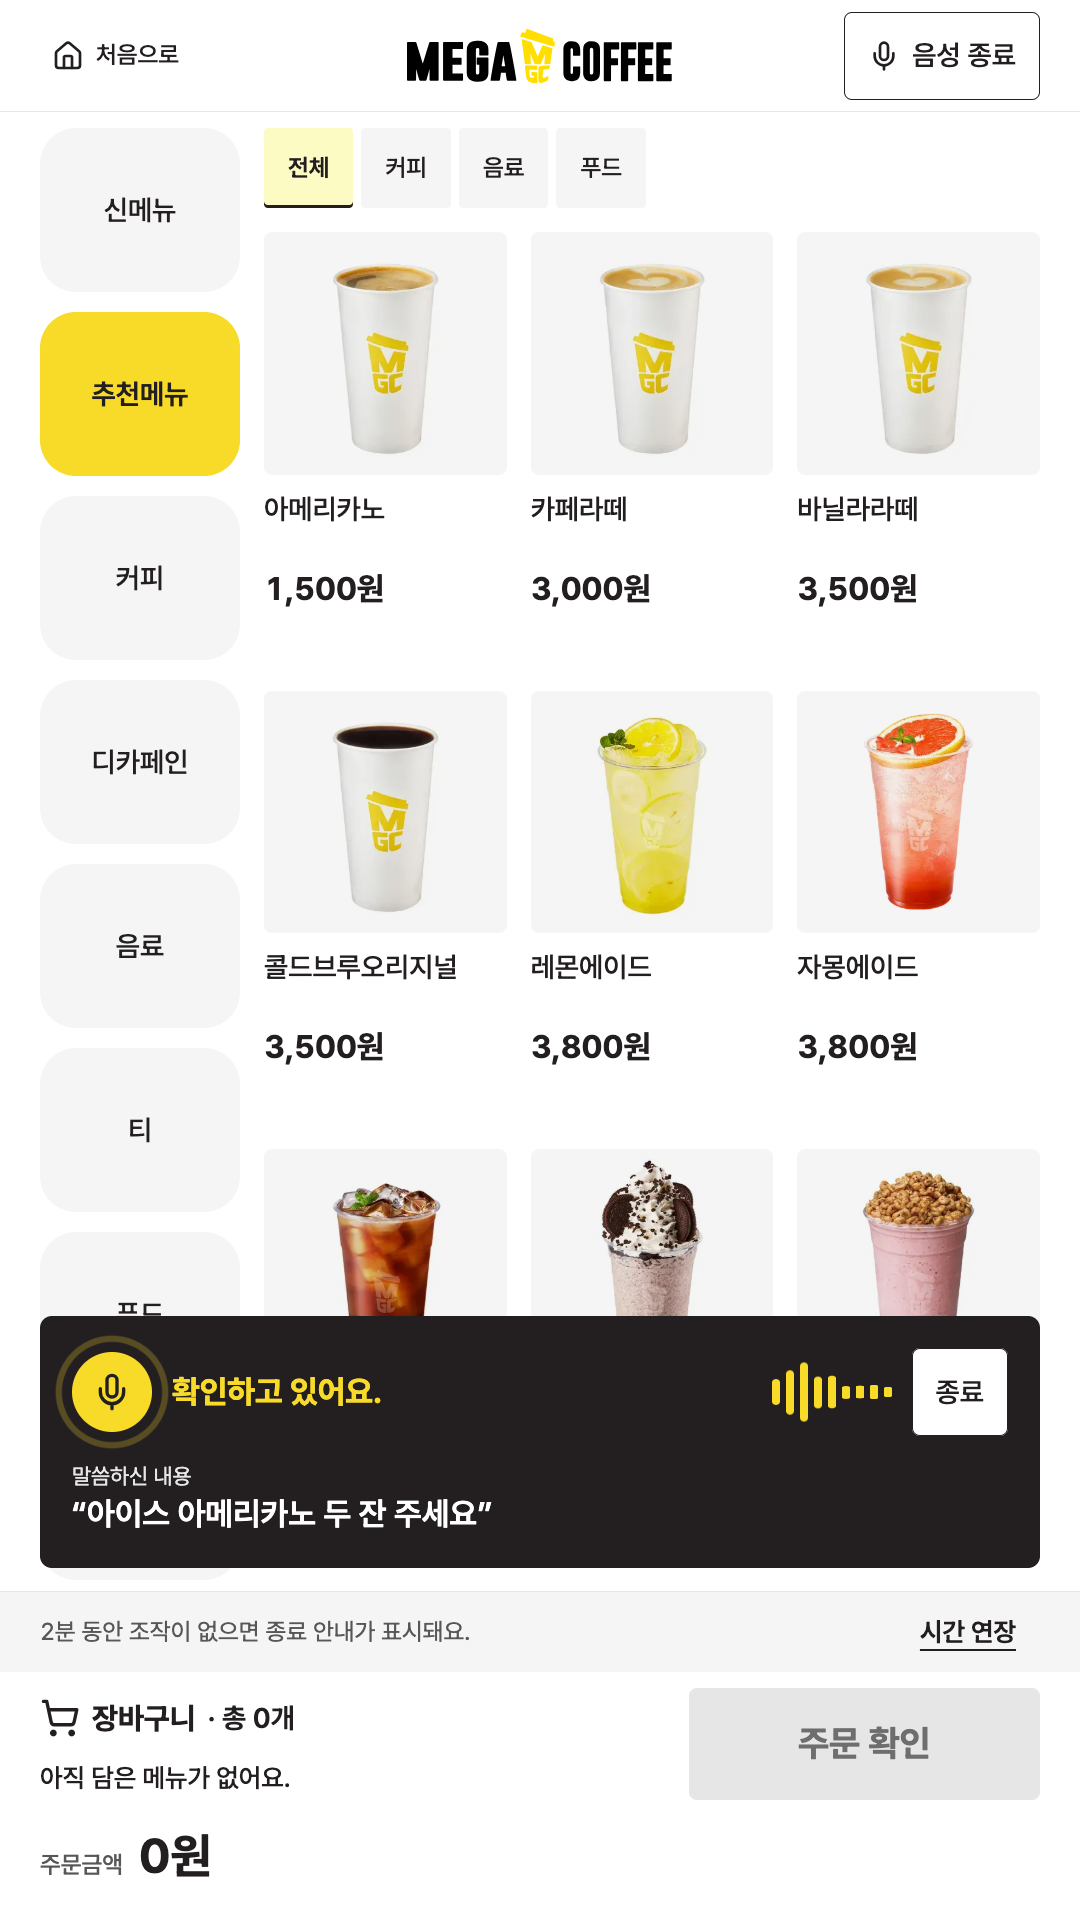 처음으로
MEGA MGC COFFEE
음성 종료
신메뉴
추천메뉴
커피
디카페인
음료
티
푸드
전체
커피
음료
푸드
아메리카노
1,500원
카페라떼
3,000원
바닐라라떼
3,500원
콜드브루오리지널
3,500원
레몬에이드
3,800원
자몽에이드
3,800원
확인하고 있어요.
종료
말씀하신 내용
“아이스 아메리카노 두 잔 주세요”
2분 동안 조작이 없으면 종료 안내가 표시돼요.
시간 연장
장바구니 · 총 0개
아직 담은 메뉴가 없어요.
주문금액 0원
주문 확인